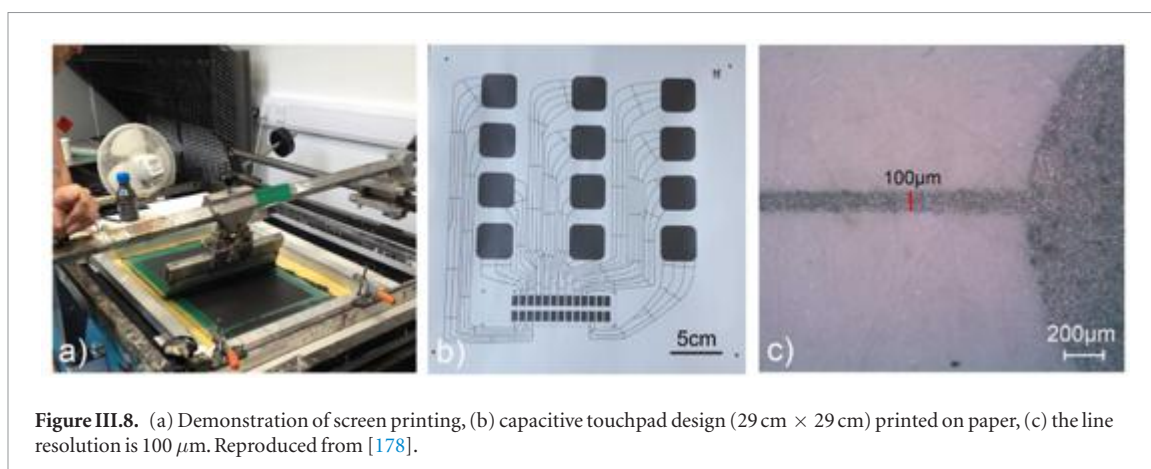 a)
b)
5cm
100μm
200μm
c)
Figure III.8. (a) Demonstration of screen printing, (b) capacitive touchpad design (29 cm × 29 cm) printed on paper, (c) the line
resolution is 100 μm. Reproduced from [178].